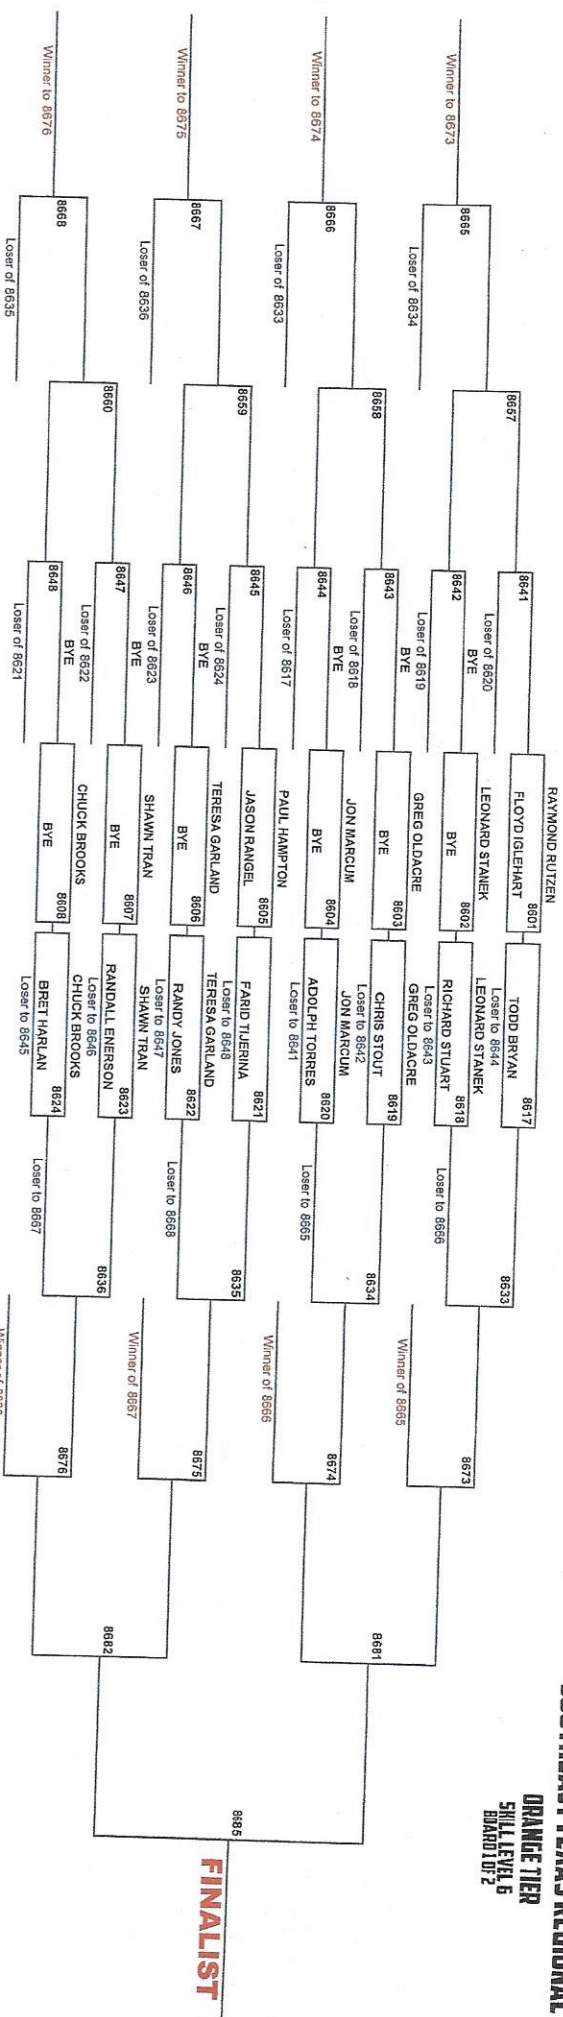 SOUTHEAST TEXAS REGIONAL
ORANGE TIER
SKILL LEVEL 6
BOARD 1 OF 2
RAYMOND RUTZEN
FLOYD IGLEHART
8601
LEONARD STANEK
BYE
8602
GREG OLDACRE
BYE
8603
JON MARCUM
BYE
8604
PAUL HAMPTON
JASON RANGEL
8605
TERESA GARLAND
BYE
8606
SHAWN TRAN
BYE
8607
CHUCK BROOKS
BYE
8608
TODD BRYAN
8617
Loser to 8644
LEONARD STANEK
RICHARD STUART
8618
Loser to 8643
GREG OLDACRE
CHRIS STOUT
8619
Loser to 8642
JON MARCUM
ADOLPH TORRES
8620
Loser to 8641
FARID TIJERINA
8621
Loser to 8648
TERESA GARLAND
RANDY JONES
8622
Loser to 8647
SHAWN TRAN
RANDALL ENERSON
8623
Loser to 8646
CHUCK BROOKS
BRET HARLAN
8624
Loser to 8645
8633
Loser to 8666
8634
Loser to 8665
8635
Loser to 8668
8636
Loser to 8667
8673
Winner of 8665
8674
Winner of 8666
8675
Winner of 8667
8676
8681
8682
8685
FINALIST
8641
Loser of 8620
BYE
8642
Loser of 8619
BYE
8643
Loser of 8618
BYE
8644
Loser of 8617
8645
Loser of 8624
BYE
8646
Loser of 8623
BYE
8647
Loser of 8622
BYE
8648
Loser of 8621
8657
8658
8659
8660
8665
Loser of 8634
8666
Loser of 8633
8667
Loser of 8636
8668
Loser of 8635
Winner to 8673
Winner to 8674
Winner to 8675
Winner to 8676